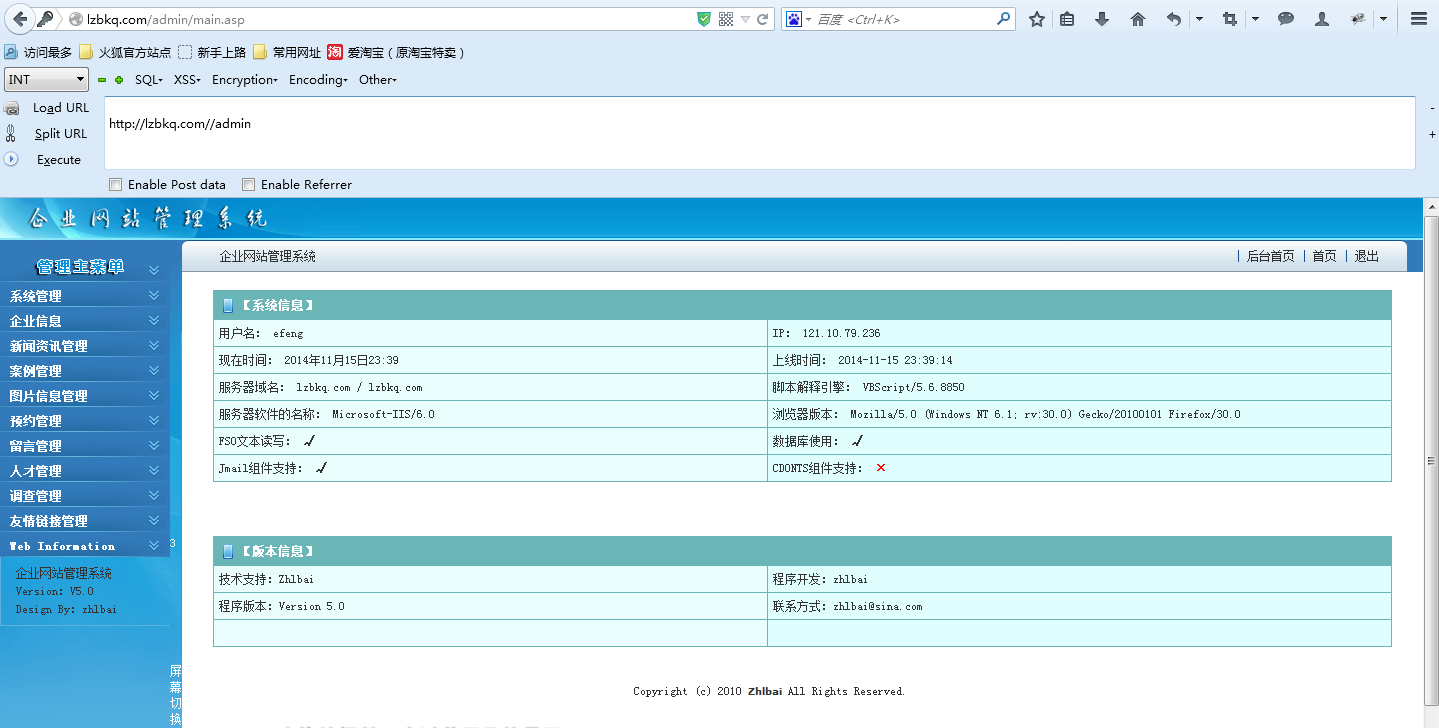 lzbkq.com/admin/main.asp
百度 <Ctrl+K>
访问最多 火狐官方站点 新手上路 常用网址 淘 爱淘宝（原淘宝特卖）
INT SQL XSS Encryption Encoding Other
Load URL
http://lzbkq.com//admin
Split URL
Execute
Enable Post data Enable Referrer
- 
+
企业网站管理系统
管理主菜单
系统管理
企业信息
新闻资讯管理
案例管理
图片信息管理
预约管理
留言管理
人才管理
调查管理
友情链接管理
Web Information
企业网站管理系统
Version: V5.0
Design By: zhlbai
3
屏幕切换
企业网站管理系统 | 后台首页 | 首页 | 退出
【系统信息】
用户名： efeng IP： 121.10.79.236
现在时间： 2014年11月15日23:39 上线时间： 2014-11-15 23:39:14
服务器域名： lzbkq.com / lzbkq.com 脚本解释引擎： VBScript/5.6.8850
服务器软件的名称： Microsoft-IIS/6.0 浏览器版本： Mozilla/5.0 (Windows NT 6.1; rv:30.0) Gecko/20100101 Firefox/30.0
FSO文本读写： ✓ 数据库使用： ✓
Jmail组件支持： ✓ CDONTS组件支持： ×
【版本信息】
技术支持：Zhlbai 程序开发：zhlbai
程序版本：Version 5.0 联系方式：zhlbai@sina.com
Copyright (c) 2010 Zhlbai All Rights Reserved.